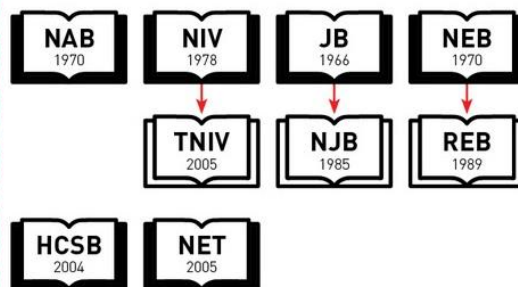 NAB
1970
NIV
1978
JB
1966
NEB
1970
TNIV
2005
NJB
1985
REB
1989
HCSB
2004
NET
2005